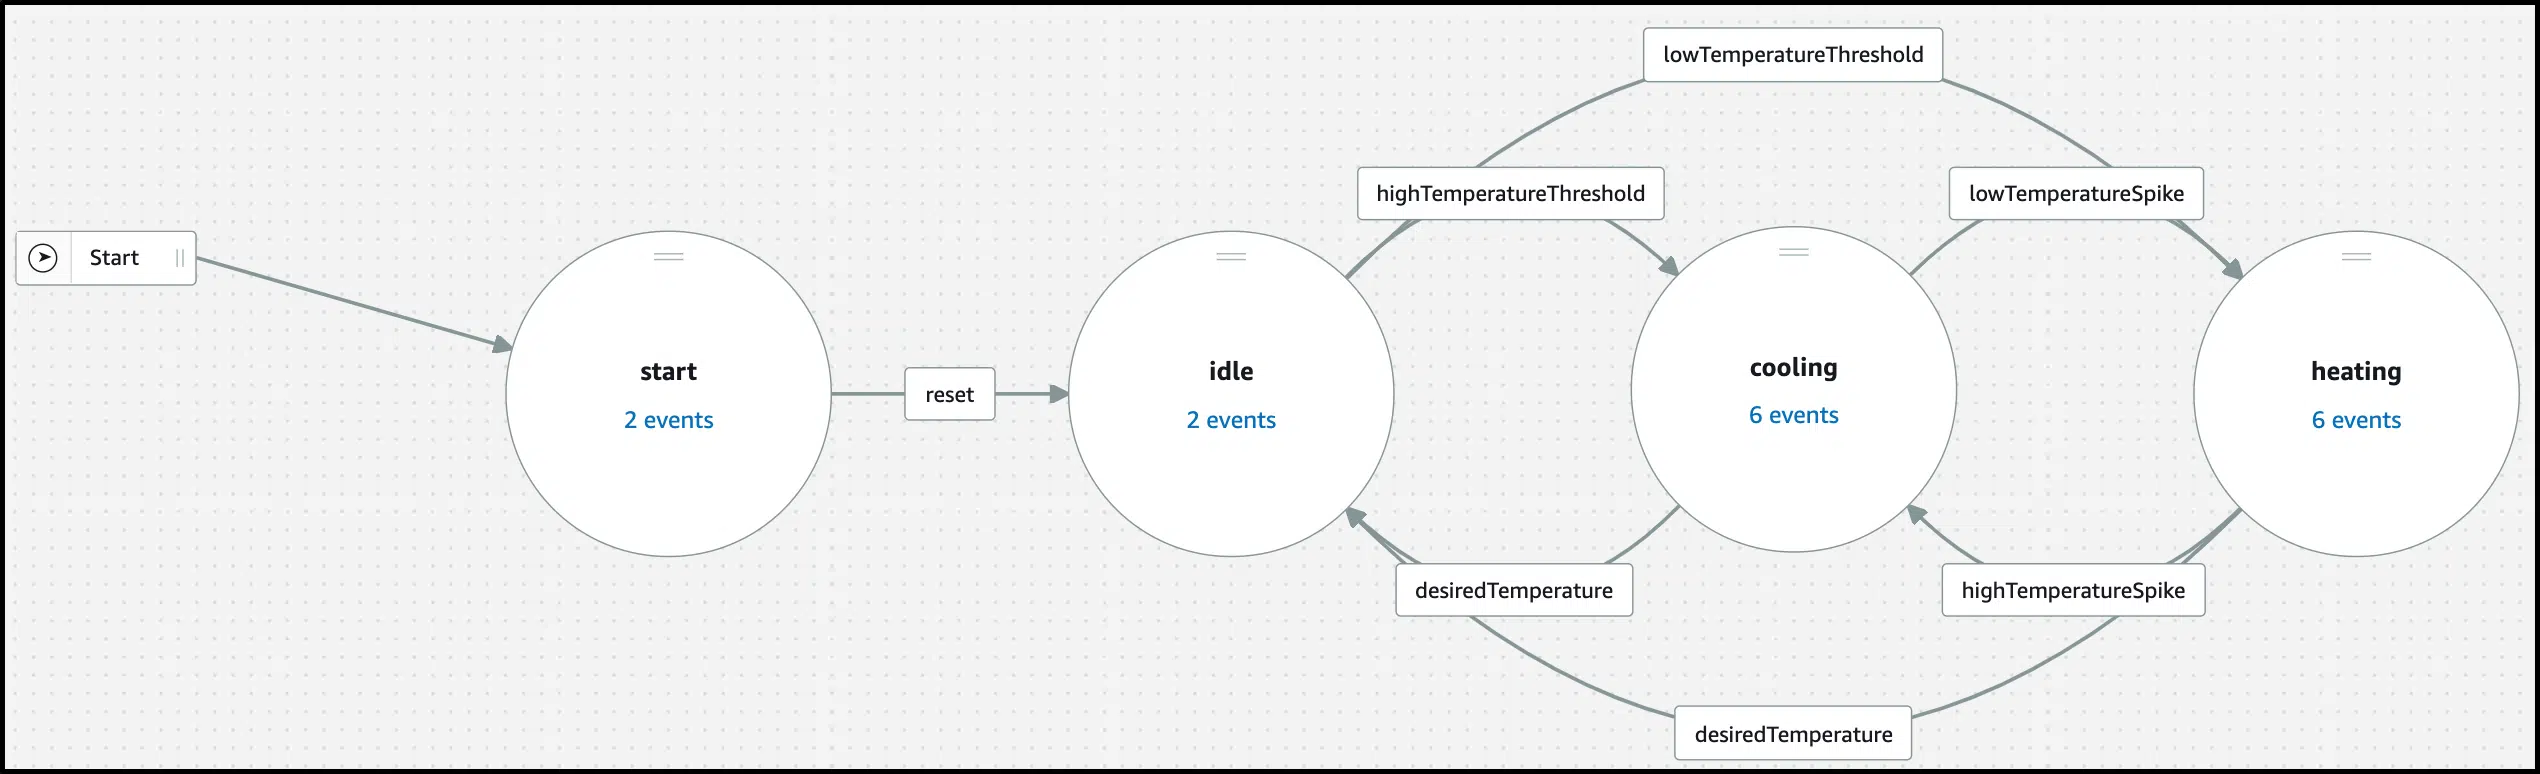 lowTemperatureThreshold
highTemperatureThreshold
lowTemperatureSpike
Start
start
2 events
reset
idle
2 events
cooling
6 events
heating
6 events
desiredTemperature
highTemperatureSpike
desiredTemperature